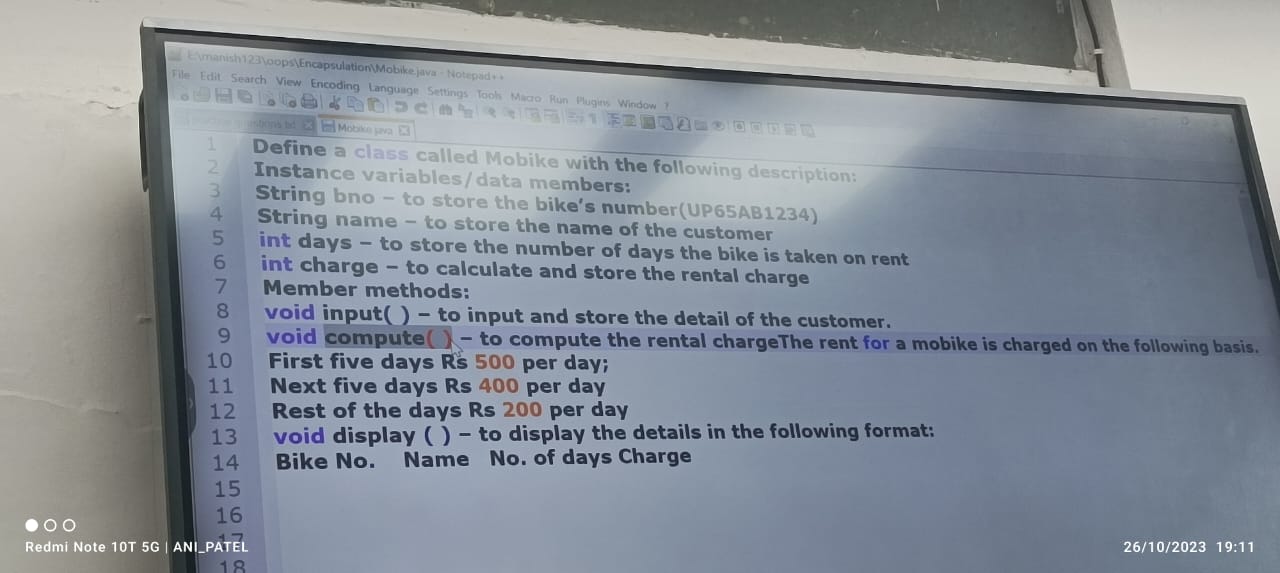 E:\manish123\oops\Encapsulation\Mobike.java - Notepad++
File Edit Search View Encoding Language Settings Tools Macro Run Plugins Window ?
Mobike.java
1 Define a class called Mobike with the following description:
2 Instance variables/data members:
3 String bno – to store the bike's number(UP65AB1234)
4 String name – to store the name of the customer
5 int days – to store the number of days the bike is taken on rent
6 int charge – to calculate and store the rental charge
7 Member methods:
8 void input( ) – to input and store the detail of the customer.
9 void compute( ) – to compute the rental chargeThe rent for a mobike is charged on the following basis.
10 First five days Rs 500 per day;
11 Next five days Rs 400 per day
12 Rest of the days Rs 200 per day
13 void display ( ) – to display the details in the following format:
14 Bike No. Name No. of days Charge
15
16
17
18
Redmi Note 10T 5G | ANI_PATEL
26/10/2023 19:11